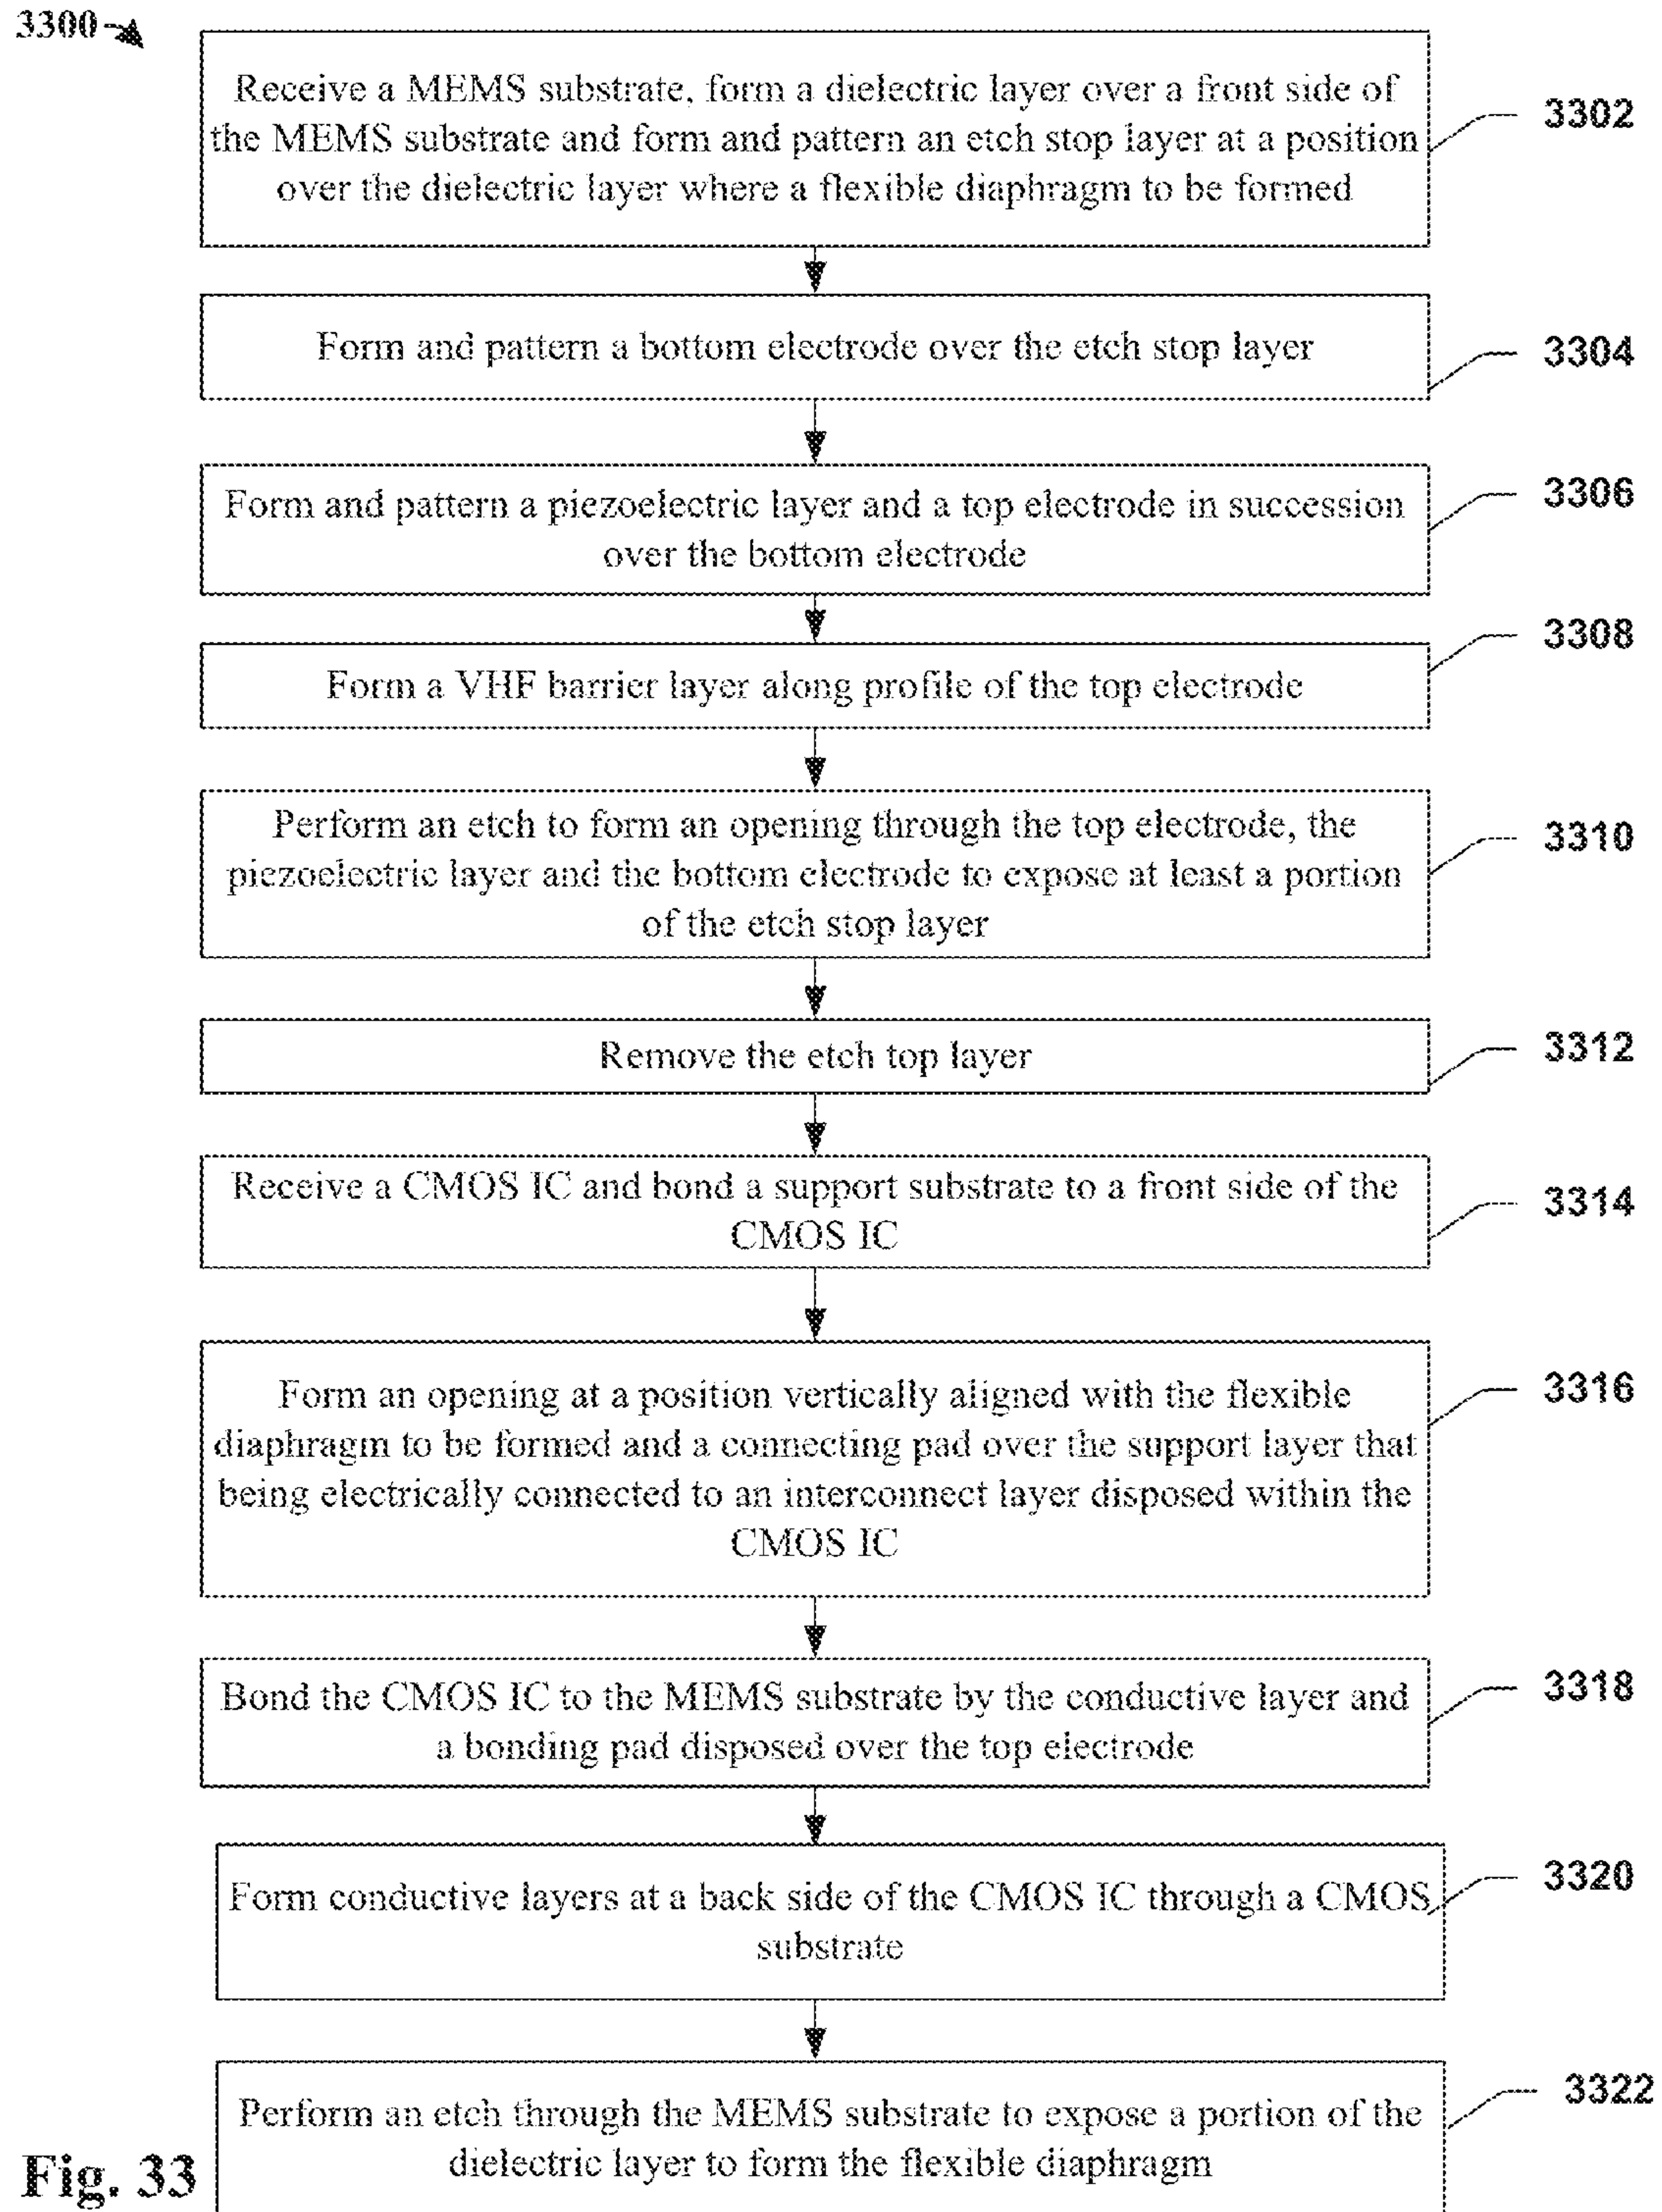 3300
Receive a MEMS substrate, form a dielectric layer over a front side of
the MEMS substrate and form and pattern an etch stop layer at a position
over the dielectric layer where a flexible diaphragm to be formed
3302
Form and pattern a bottom electrode over the etch stop layer
3304
Form and pattern a piezoelectric layer and a top electrode in succession
over the bottom electrode
3306
Form a VHF barrier layer along profile of the top electrode
3308
Perform an etch to form an opening through the top electrode, the
piezoelectric layer and the bottom electrode to expose at least a portion
of the etch stop layer
3310
Remove the etch top layer
3312
Receive a CMOS IC and bond a support substrate to a front side of the
CMOS IC
3314
Form an opening at a position vertically aligned with the flexible
diaphragm to be formed and a connecting pad over the support layer that
being electrically connected to an interconnect layer disposed within the
CMOS IC
3316
Bond the CMOS IC to the MEMS substrate by the conductive layer and
a bonding pad disposed over the top electrode
3318
Form conductive layers at a back side of the CMOS IC through a CMOS
substrate
3320
Perform an etch through the MEMS substrate to expose a portion of the
dielectric layer to form the flexible diaphragm
3322
Fig. 33